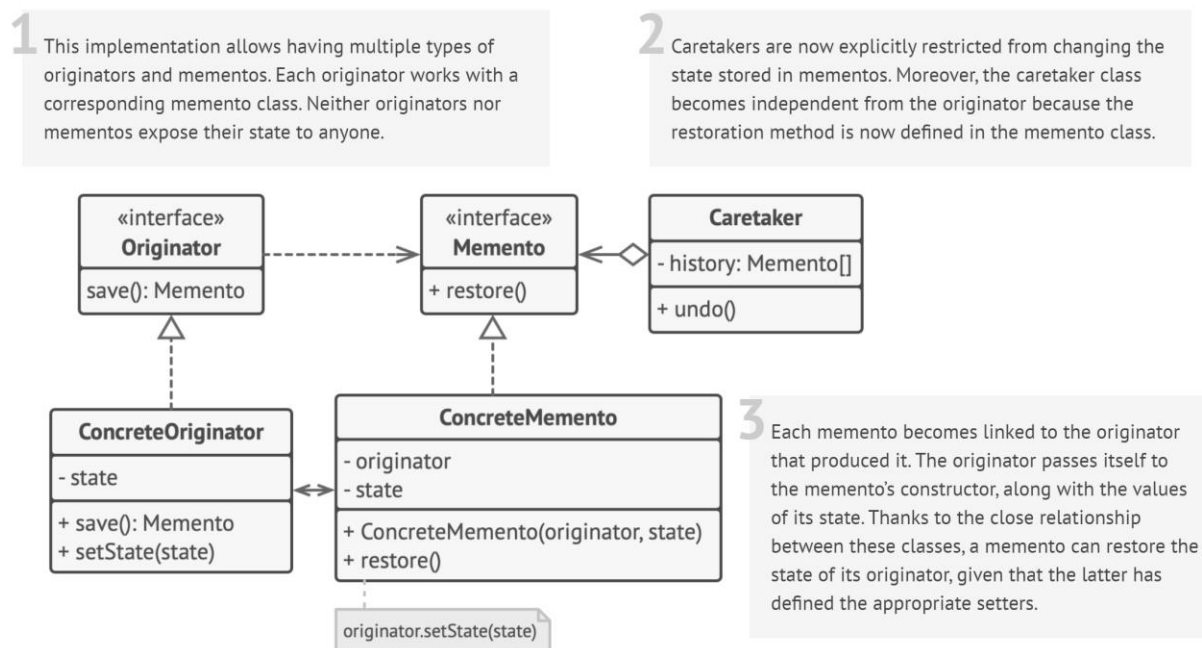 1
This implementation allows having multiple types of
originators and mementos. Each originator works with a
corresponding memento class. Neither originators nor
mementos expose their state to anyone.
2
Caretakers are now explicitly restricted from changing the
state stored in mementos. Moreover, the caretaker class
becomes independent from the originator because the
restoration method is now defined in the memento class.
«interface»
Originator
save(): Memento
«interface»
Memento
+ restore()
Caretaker
- history: Memento[]
+ undo()
ConcreteOriginator
- state
+ save(): Memento
+ setState(state)
ConcreteMemento
- originator
- state
+ ConcreteMemento(originator, state)
+ restore()
originator.setState(state)
3
Each memento becomes linked to the originator
that produced it. The originator passes itself to
the memento’s constructor, along with the values
of its state. Thanks to the close relationship
between these classes, a memento can restore the
state of its originator, given that the latter has
defined the appropriate setters.